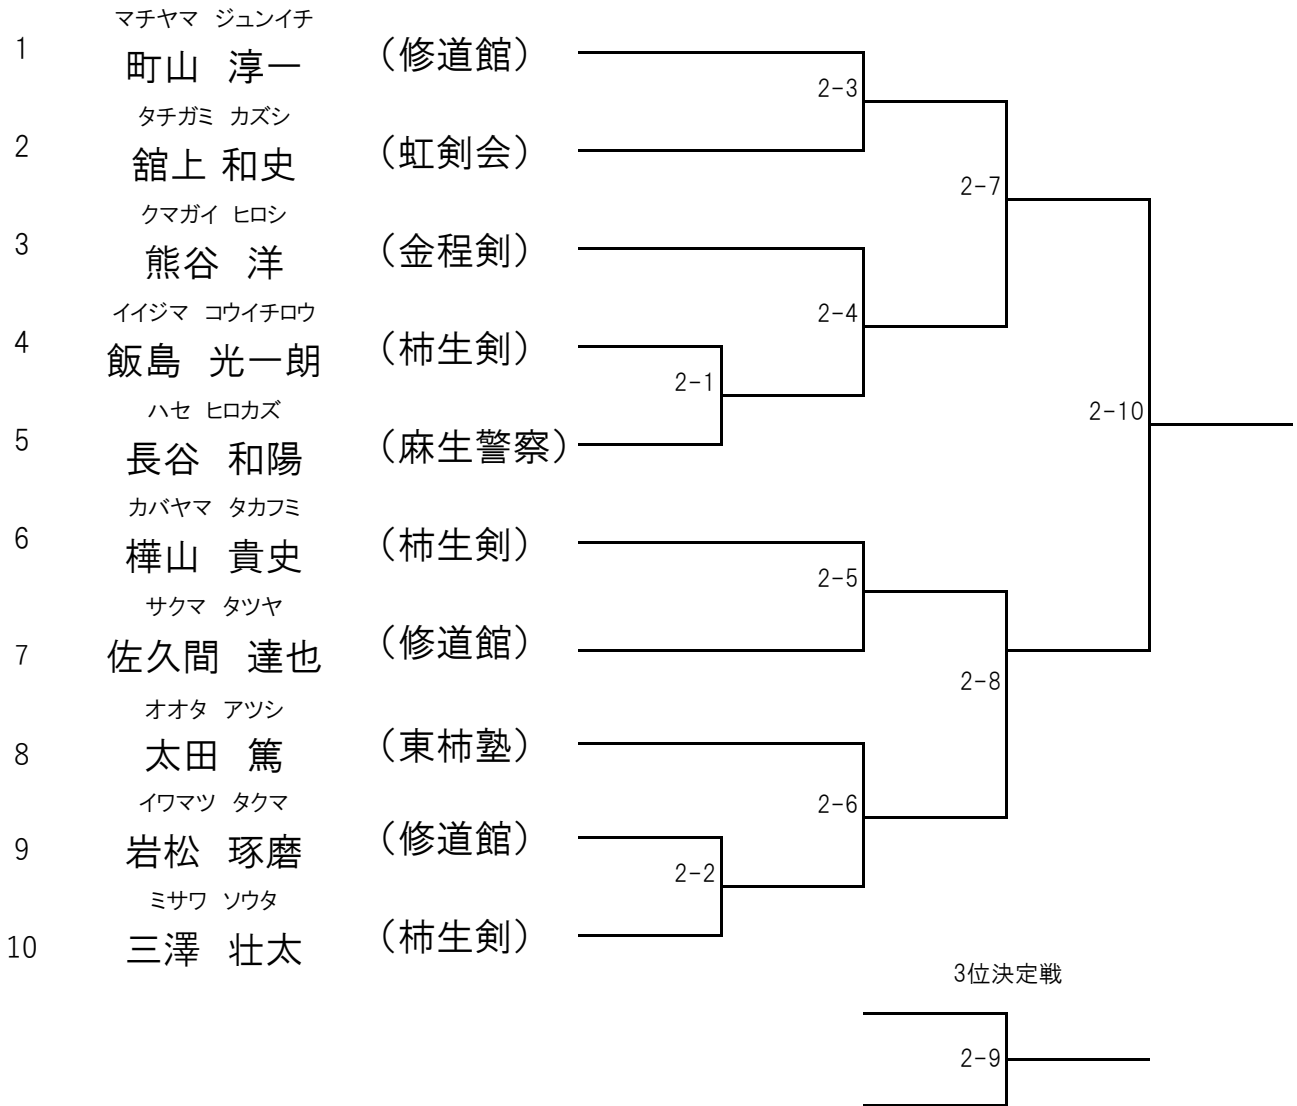 マチヤマ ジュンイチ
1 町山 淳一 (修道館)
2-3
タチガミ カズシ
2 舘上 和史 (虹剣会)
2-7
クマガイ ヒロシ
3 熊谷 洋 (金程剣)
イイジマ コウイチロウ
2-4
4 飯島 光一朗 (柿生剣)
2-1
ハセ ヒロカズ
2-10
5 長谷 和陽 (麻生警察)
カバヤマ タカフミ
6 樺山 貴史 (柿生剣)
2-5
サクマ タツヤ
7 佐久間 達也 (修道館)
2-8
オオタ アツシ
8 太田 篤 (東柿塾)
イワマツ タクマ
2-6
9 岩松 琢磨 (修道館)
2-2
ミサワ ソウタ
10 三澤 壮太 (柿生剣)
3位決定戦
2-9